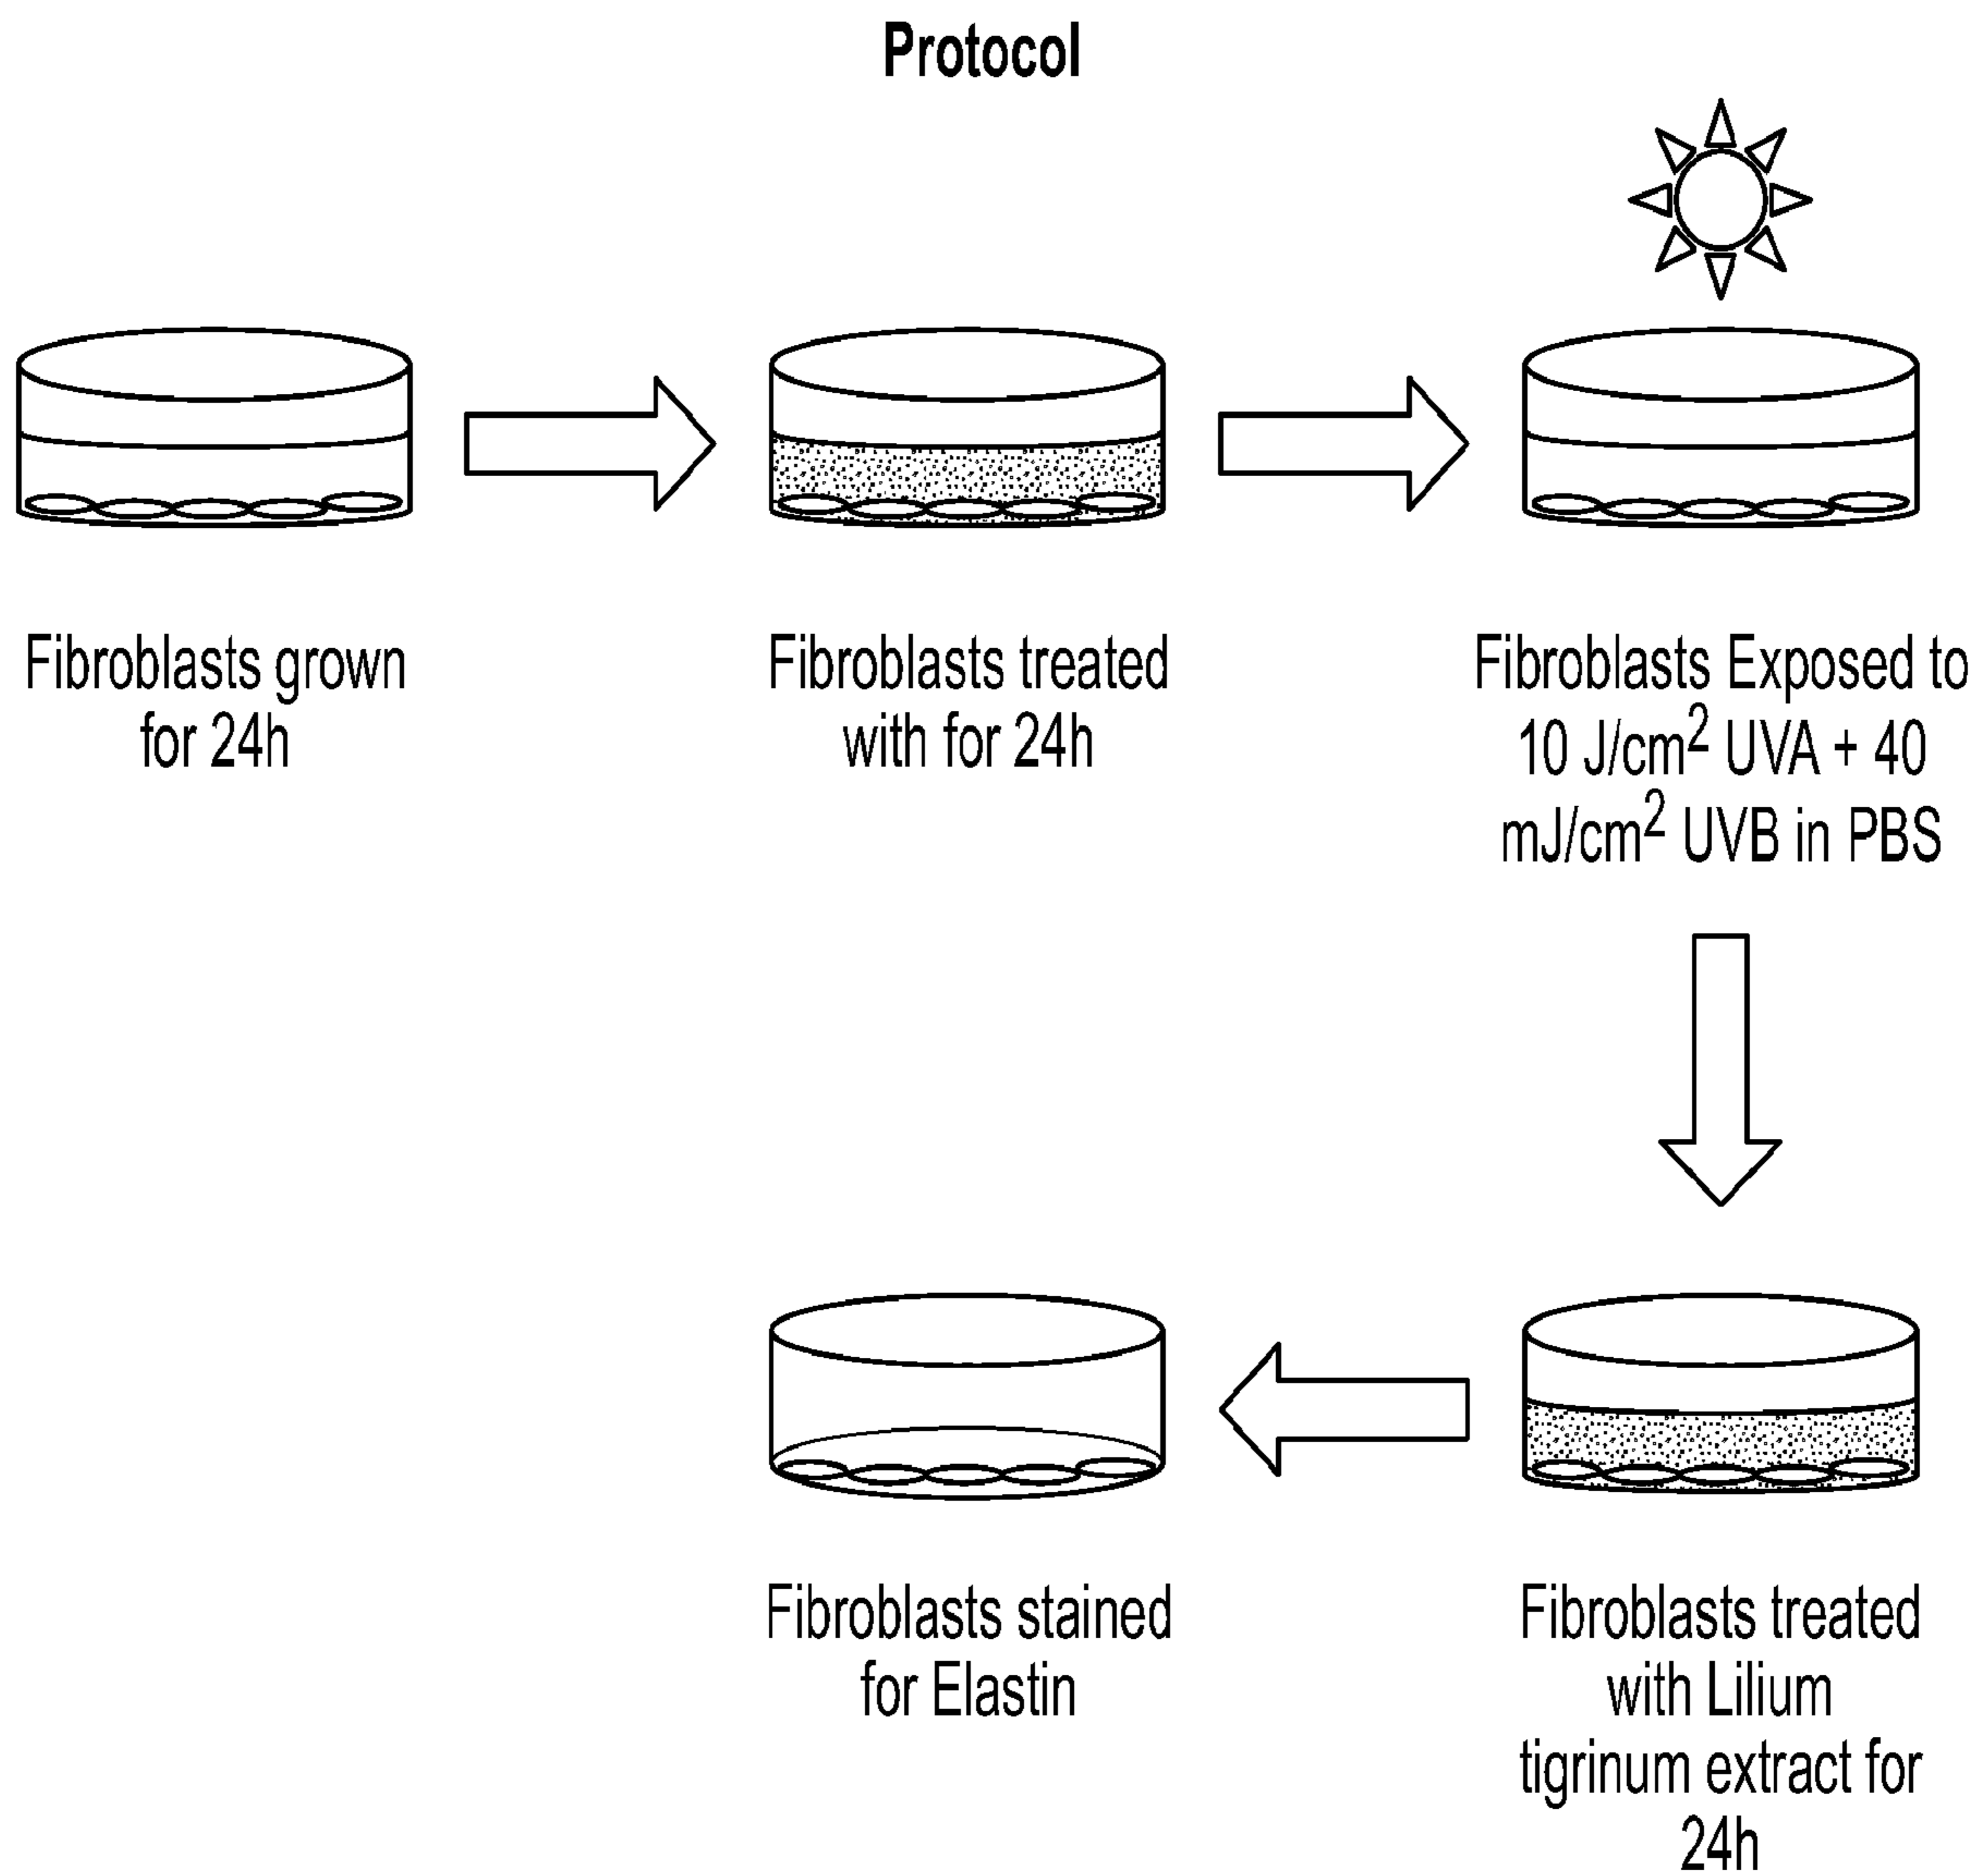 Protocol
Fibroblasts grown
for 24h
Fibroblasts treated
with for 24h
Fibroblasts Exposed to
10 J/cm² UVA + 40
mJ/cm² UVB in PBS
Fibroblasts stained
for Elastin
Fibroblasts treated
with Lilium
tigrinum extract for
24h